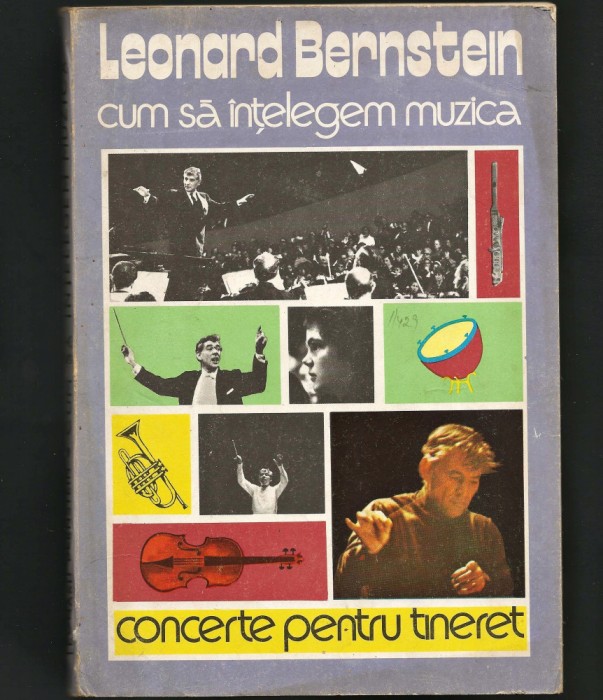 Leonard Bernstein
cum să înțelegem muzica
11429
concerte pentru tineret